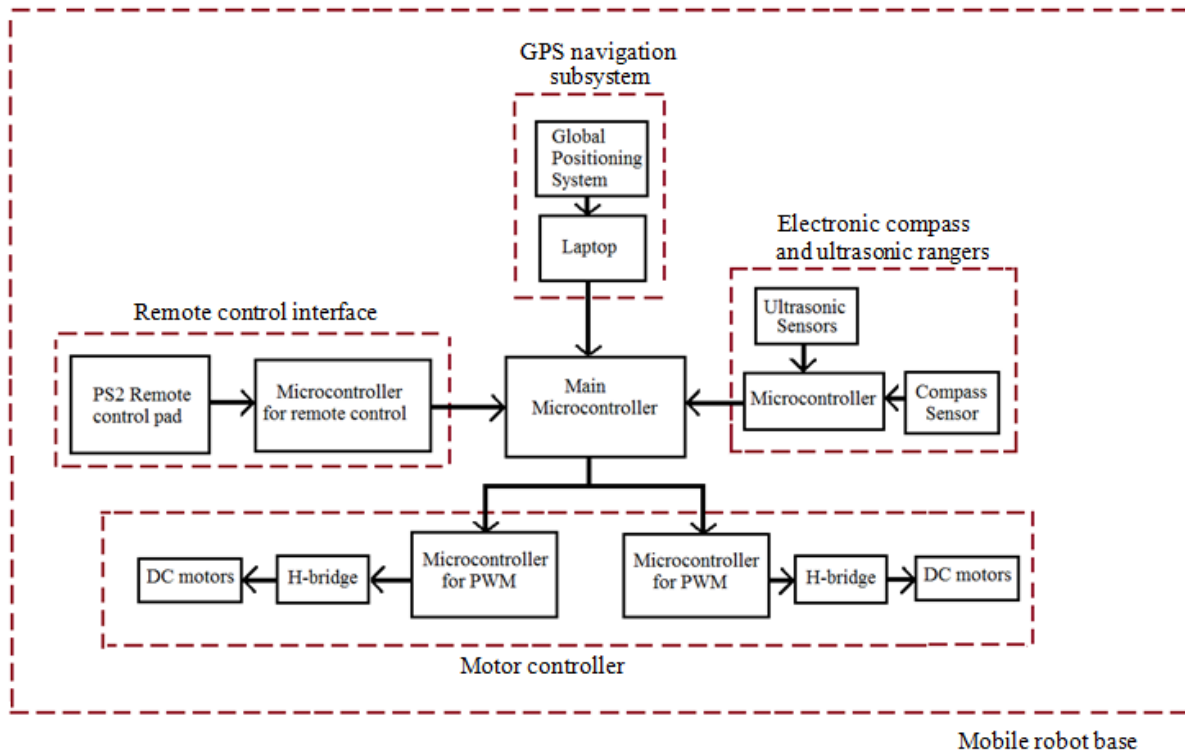 GPS navigation
subsystem
Global
Positioning
System
Laptop
Electronic compass
and ultrasonic rangers
Ultrasonic
Sensors
Microcontroller
Compass
Sensor
Remote control interface
PS2 Remote
control pad
Microcontroller
for remote control
Main
Microcontroller
DC motors
H-bridge
Microcontroller
for PWM
Microcontroller
for PWM
H-bridge
DC motors
Motor controller
Mobile robot base